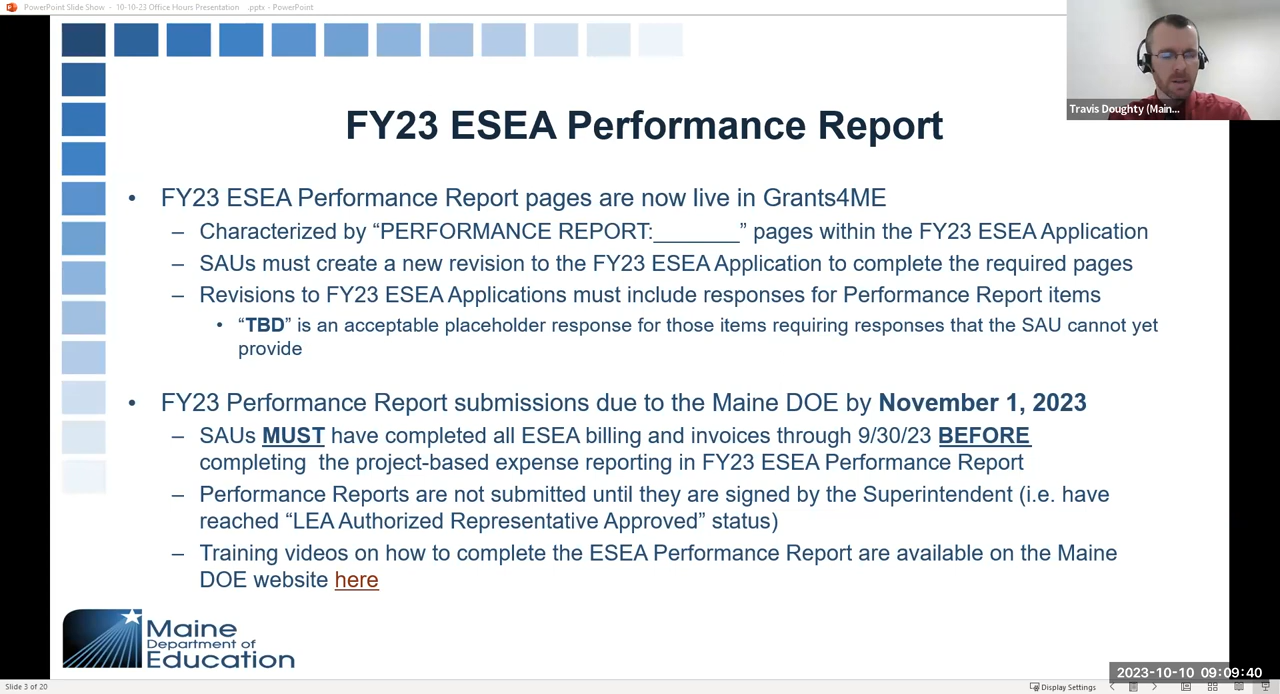 PowerPoint Slide Show - 10-10-23 Office Hours Presentation .pptx - PowerPoint
Travis Doughty (Main...
FY23 ESEA Performance Report
• FY23 ESEA Performance Report pages are now live in Grants4ME
– Characterized by “PERFORMANCE REPORT:_______” pages within the FY23 ESEA Application
– SAUs must create a new revision to the FY23 ESEA Application to complete the required pages
– Revisions to FY23 ESEA Applications must include responses for Performance Report items
• “TBD” is an acceptable placeholder response for those items requiring responses that the SAU cannot yet
provide
• FY23 Performance Report submissions due to the Maine DOE by November 1, 2023
– SAUs MUST have completed all ESEA billing and invoices through 9/30/23 BEFORE
completing  the project-based expense reporting in FY23 ESEA Performance Report
– Performance Reports are not submitted until they are signed by the Superintendent (i.e. have
reached “LEA Authorized Representative Approved” status)
– Training videos on how to complete the ESEA Performance Report are available on the Maine
DOE website here
Maine
Department of
Education
2023-10-10 09:09:40
Slide 3 of 20
Display Settings